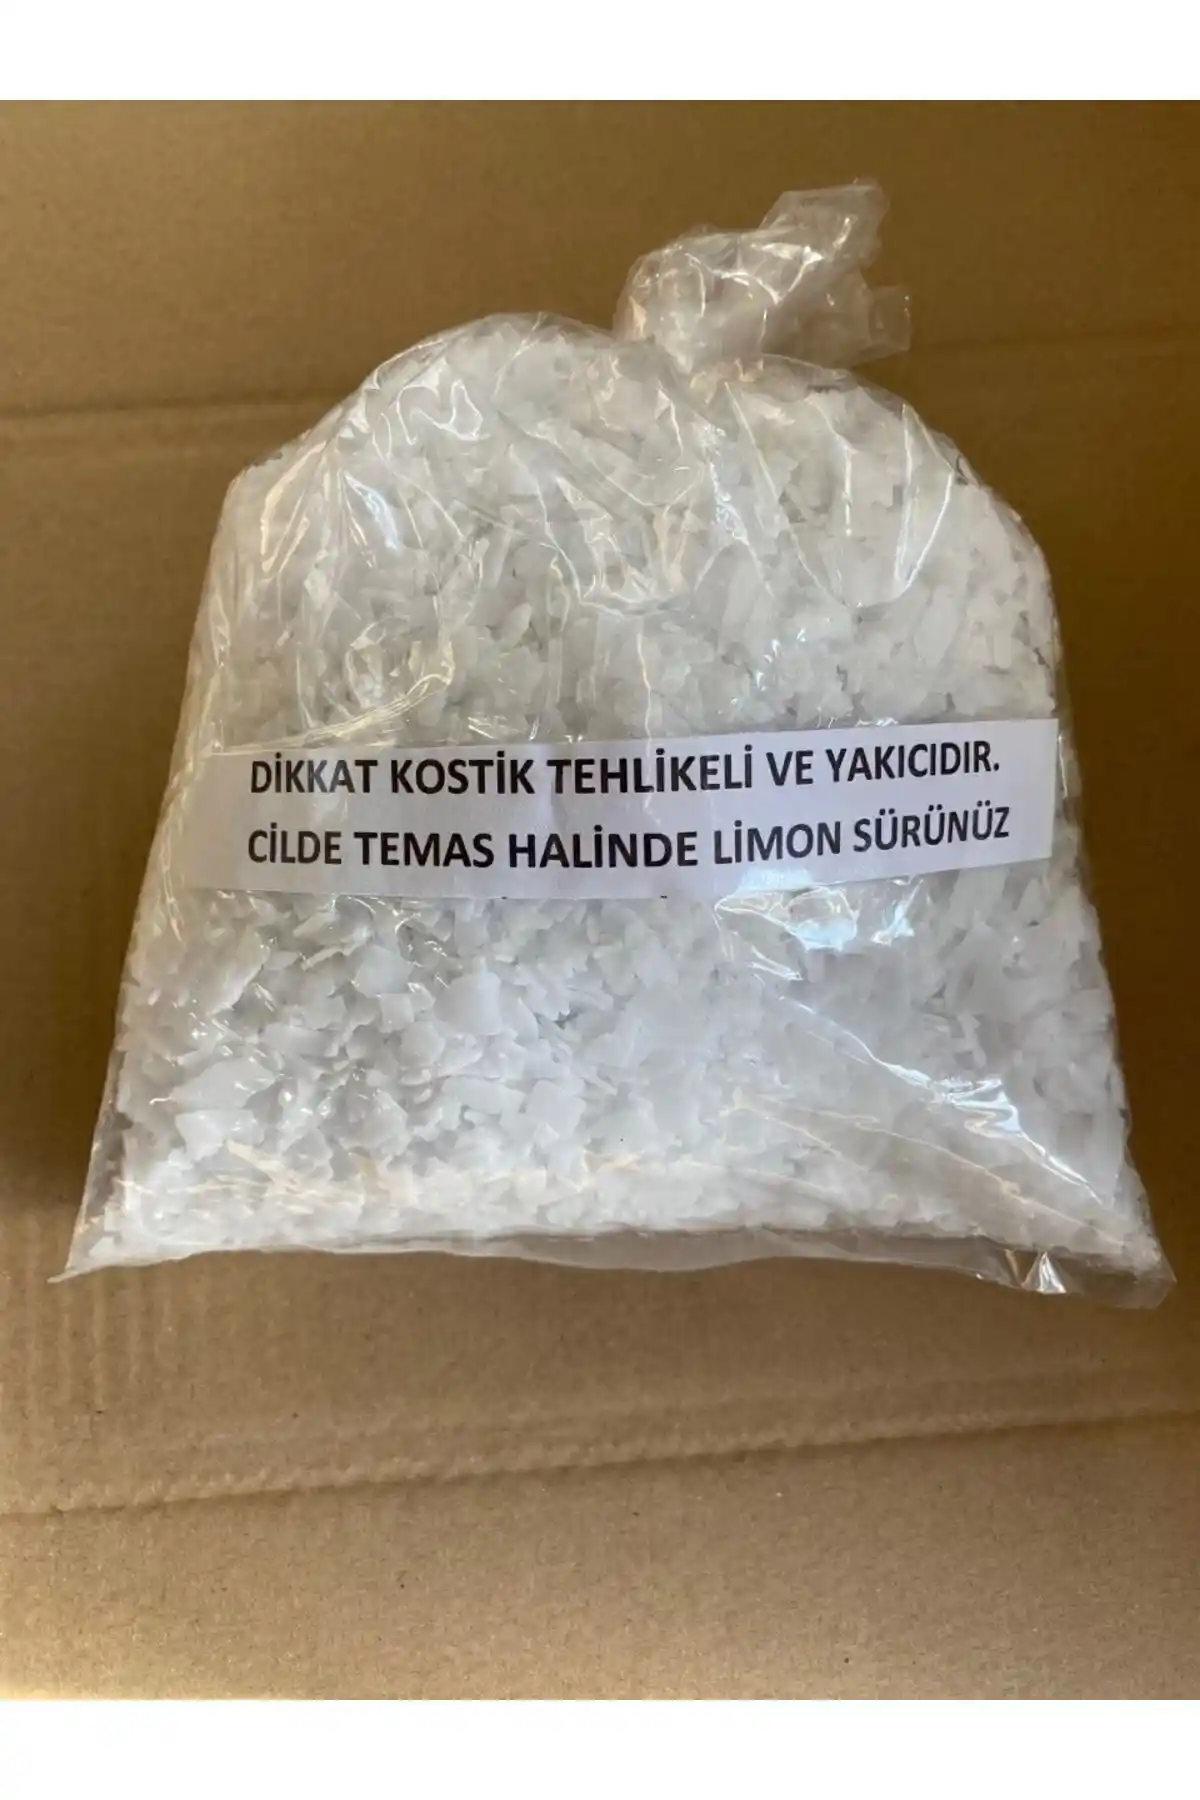 DİKKAT KOSTİK TEHLİKELİ VE YAKICIDIR.
CİLDE TEMAS HALİNDE LİMON SÜRÜNÜZ